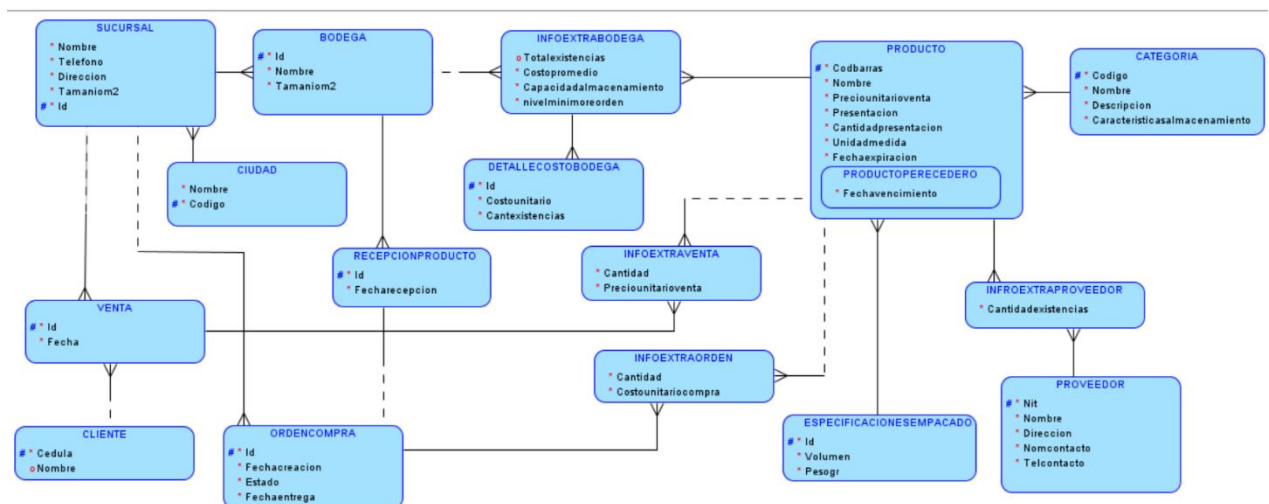 SUCURSAL
* Nombre
* Telefono
* Direccion
* Tamaniom2
# * Id
BODEGA
# * Id
* Nombre
* Tamaniom2
INFOEXTRABODEGA
o Totalexistencias
* Costopromedio
* Capacidadalmacenamiento
* nivelminimoreorden
PRODUCTO
# * Codbarras
* Nombre
* Preciounitarioventa
* Presentacion
* Cantidadpresentacion
* Unidadmedida
* Fechaexpiracion
PRODUCTOPERECEDERO
* Fechavencimiento
CATEGORIA
# * Codigo
* Nombre
* Descripcion
* Caracteristicasalmacenamiento
CIUDAD
* Nombre
# * Codigo
DETALLECOSTOBODEGA
# * Id
* Costounitario
* Cantexistencias
RECEPCIONPRODUCTO
# * Id
* Fecharecepcion
INFOEXTRAVENTA
* Cantidad
* Preciounitarioventa
INFROEXTRAPROVEEDOR
* Cantidadexistencias
VENTA
# * Id
* Fecha
INFOEXTRAORDEN
* Cantidad
* Costounitariocompra
CLIENTE
# * Cedula
o Nombre
ORDENCOMPRA
# * Id
* Fechacreacion
* Estado
* Fechaentrega
ESPECIFICACIONESEMPACADO
# * Id
* Volumen
* Pesogr
PROVEEDOR
# * Nit
* Nombre
* Direccion
* Nomcontacto
* Telcontacto